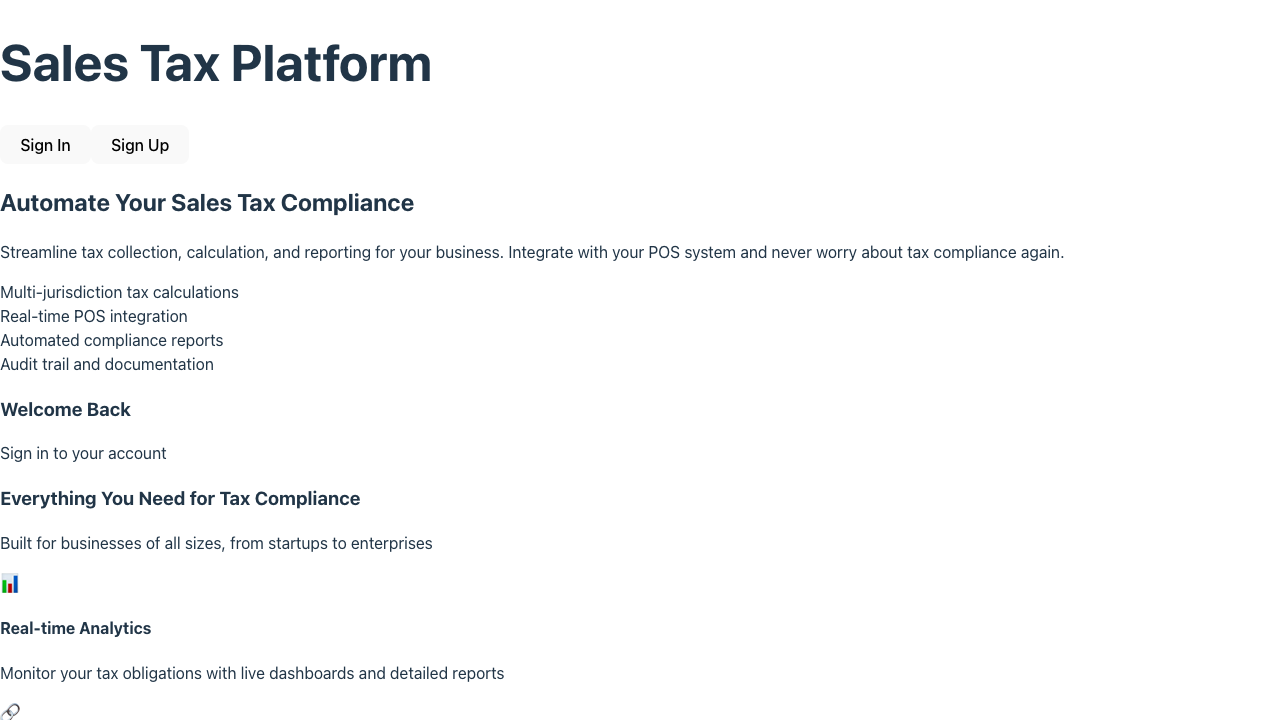 Sales Tax Platform
Sign In Sign Up
Automate Your Sales Tax Compliance
Streamline tax collection, calculation, and reporting for your business. Integrate with your POS system and never worry about tax compliance again.
Multi-jurisdiction tax calculations
Real-time POS integration
Automated compliance reports
Audit trail and documentation
Welcome Back
Sign in to your account
Everything You Need for Tax Compliance
Built for businesses of all sizes, from startups to enterprises
Real-time Analytics
Monitor your tax obligations with live dashboards and detailed reports